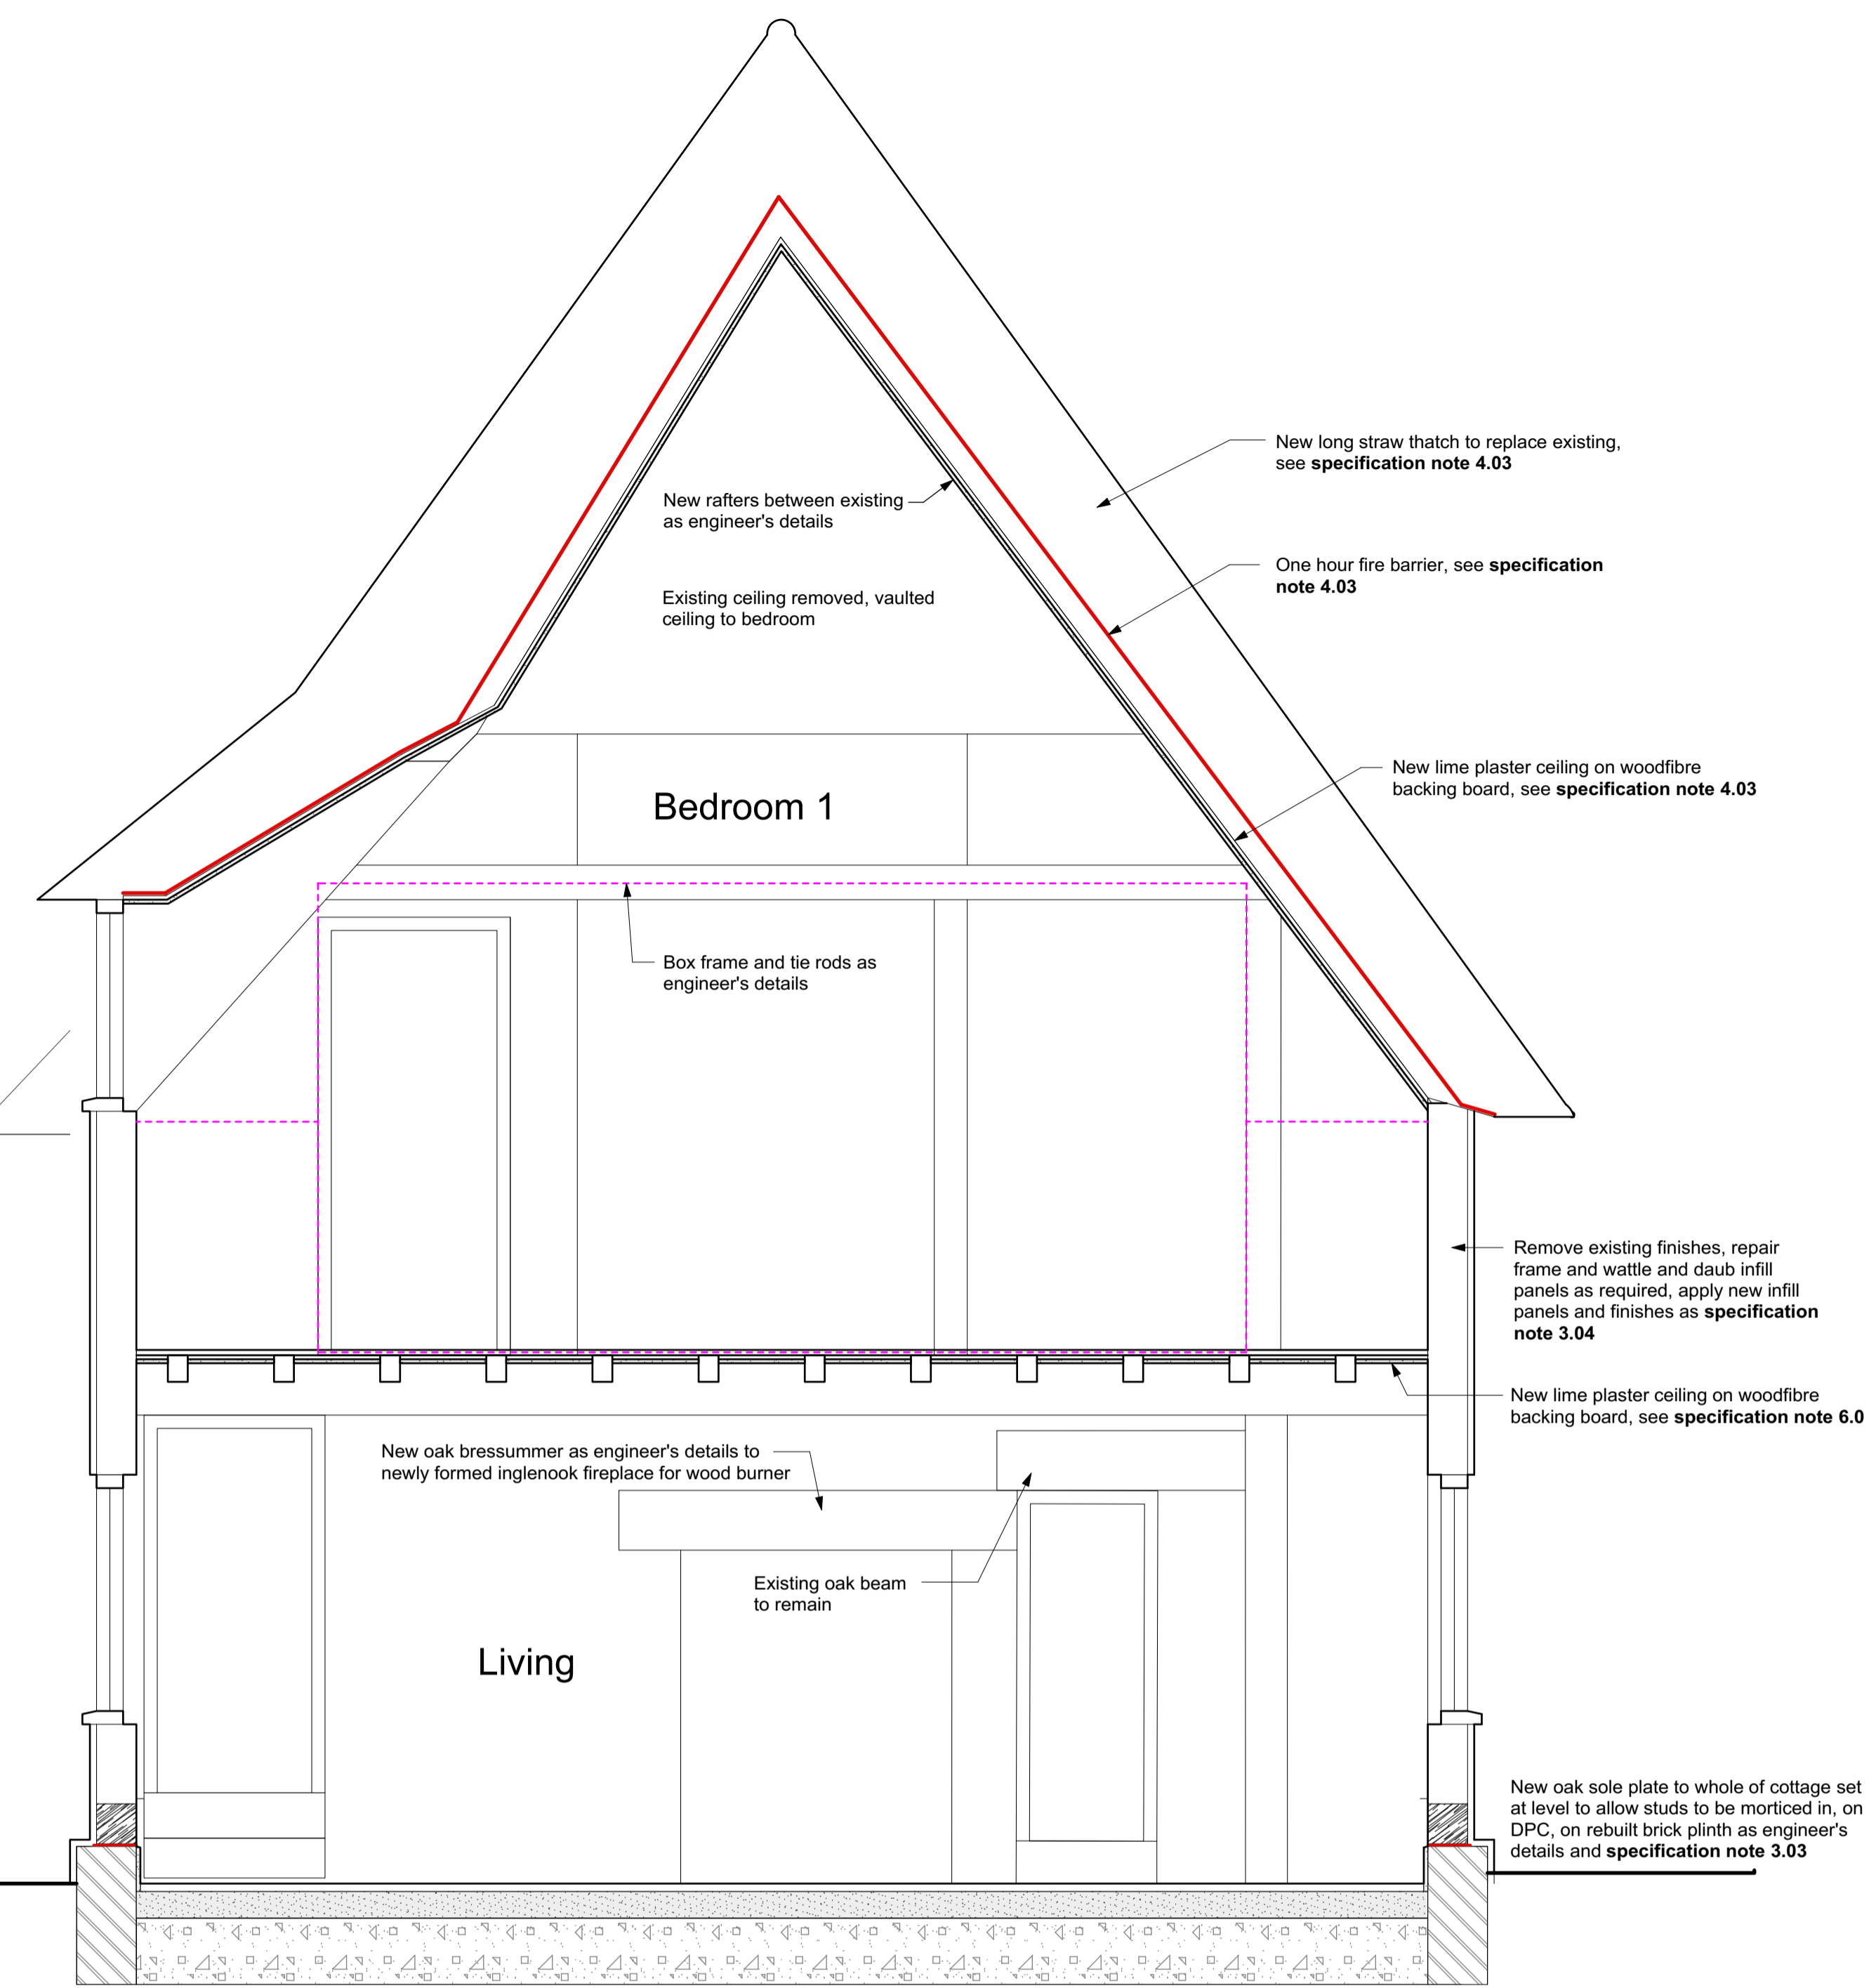 New long straw thatch to replace existing,
see specification note 4.03
New rafters between existing
as engineer's details
One hour fire barrier, see specification
note 4.03
Existing ceiling removed, vaulted
ceiling to bedroom
New lime plaster ceiling on woodfibre
backing board, see specification note 4.03
Bedroom 1
Box frame and tie rods as
engineer's details
Remove existing finishes, repair
frame and wattle and daub infill
panels as required, apply new infill
panels and finishes as specification
note 3.04
New lime plaster ceiling on woodfibre
backing board, see specification note 6.0
New oak bressummer as engineer's details to
newly formed inglenook fireplace for wood burner
Existing oak beam
to remain
Living
New oak sole plate to whole of cottage set
at level to allow studs to be morticed in, on
DPC, on rebuilt brick plinth as engineer's
details and specification note 3.03